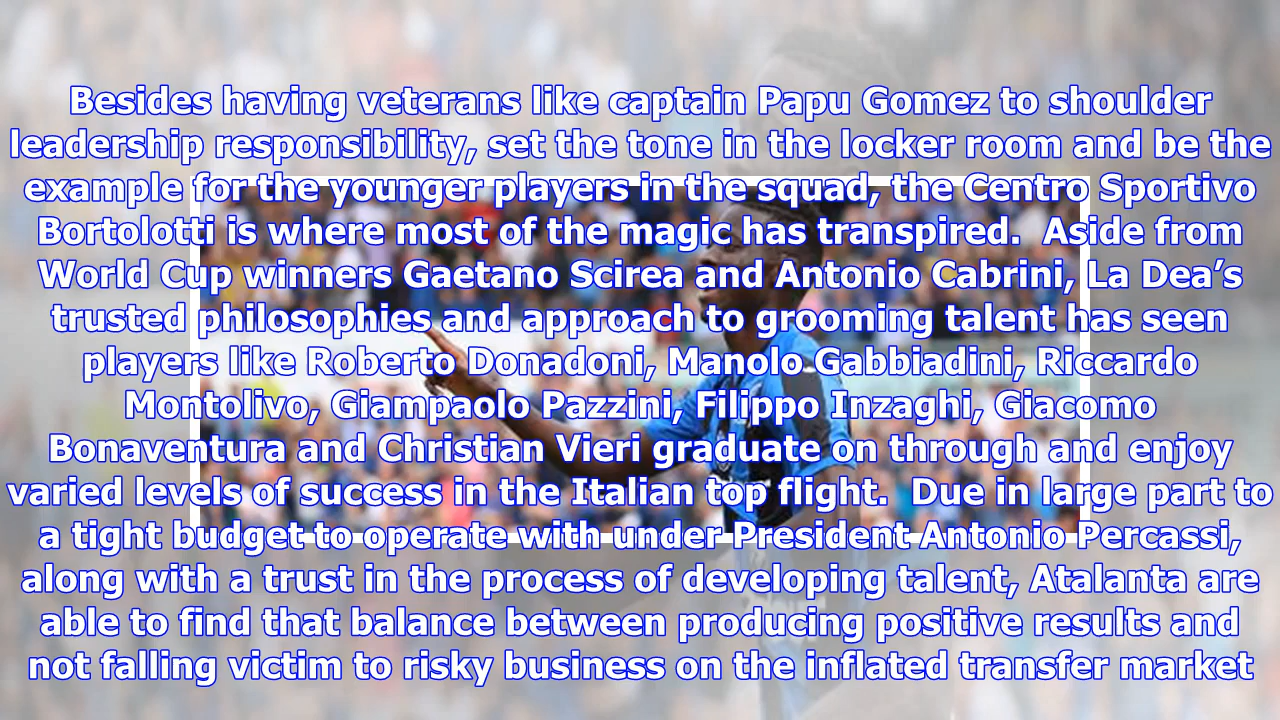 Besides having veterans like captain Papu Gomez to shoulder
leadership responsibility, set the tone in the locker room and be the
example for the younger players in the squad, the Centro Sportivo
Bortolotti is where most of the magic has transpired.  Aside from
World Cup winners Gaetano Scirea and Antonio Cabrini, La Dea’s
trusted philosophies and approach to grooming talent has seen
players like Roberto Donadoni, Manolo Gabbiadini, Riccardo
Montolivo, Giampaolo Pazzini, Filippo Inzaghi, Giacomo
Bonaventura and Christian Vieri graduate on through and enjoy
varied levels of success in the Italian top flight.  Due in large part to
a tight budget to operate with under President Antonio Percassi,
along with a trust in the process of developing talent, Atalanta are
able to find that balance between producing positive results and
not falling victim to risky business on the inflated transfer market